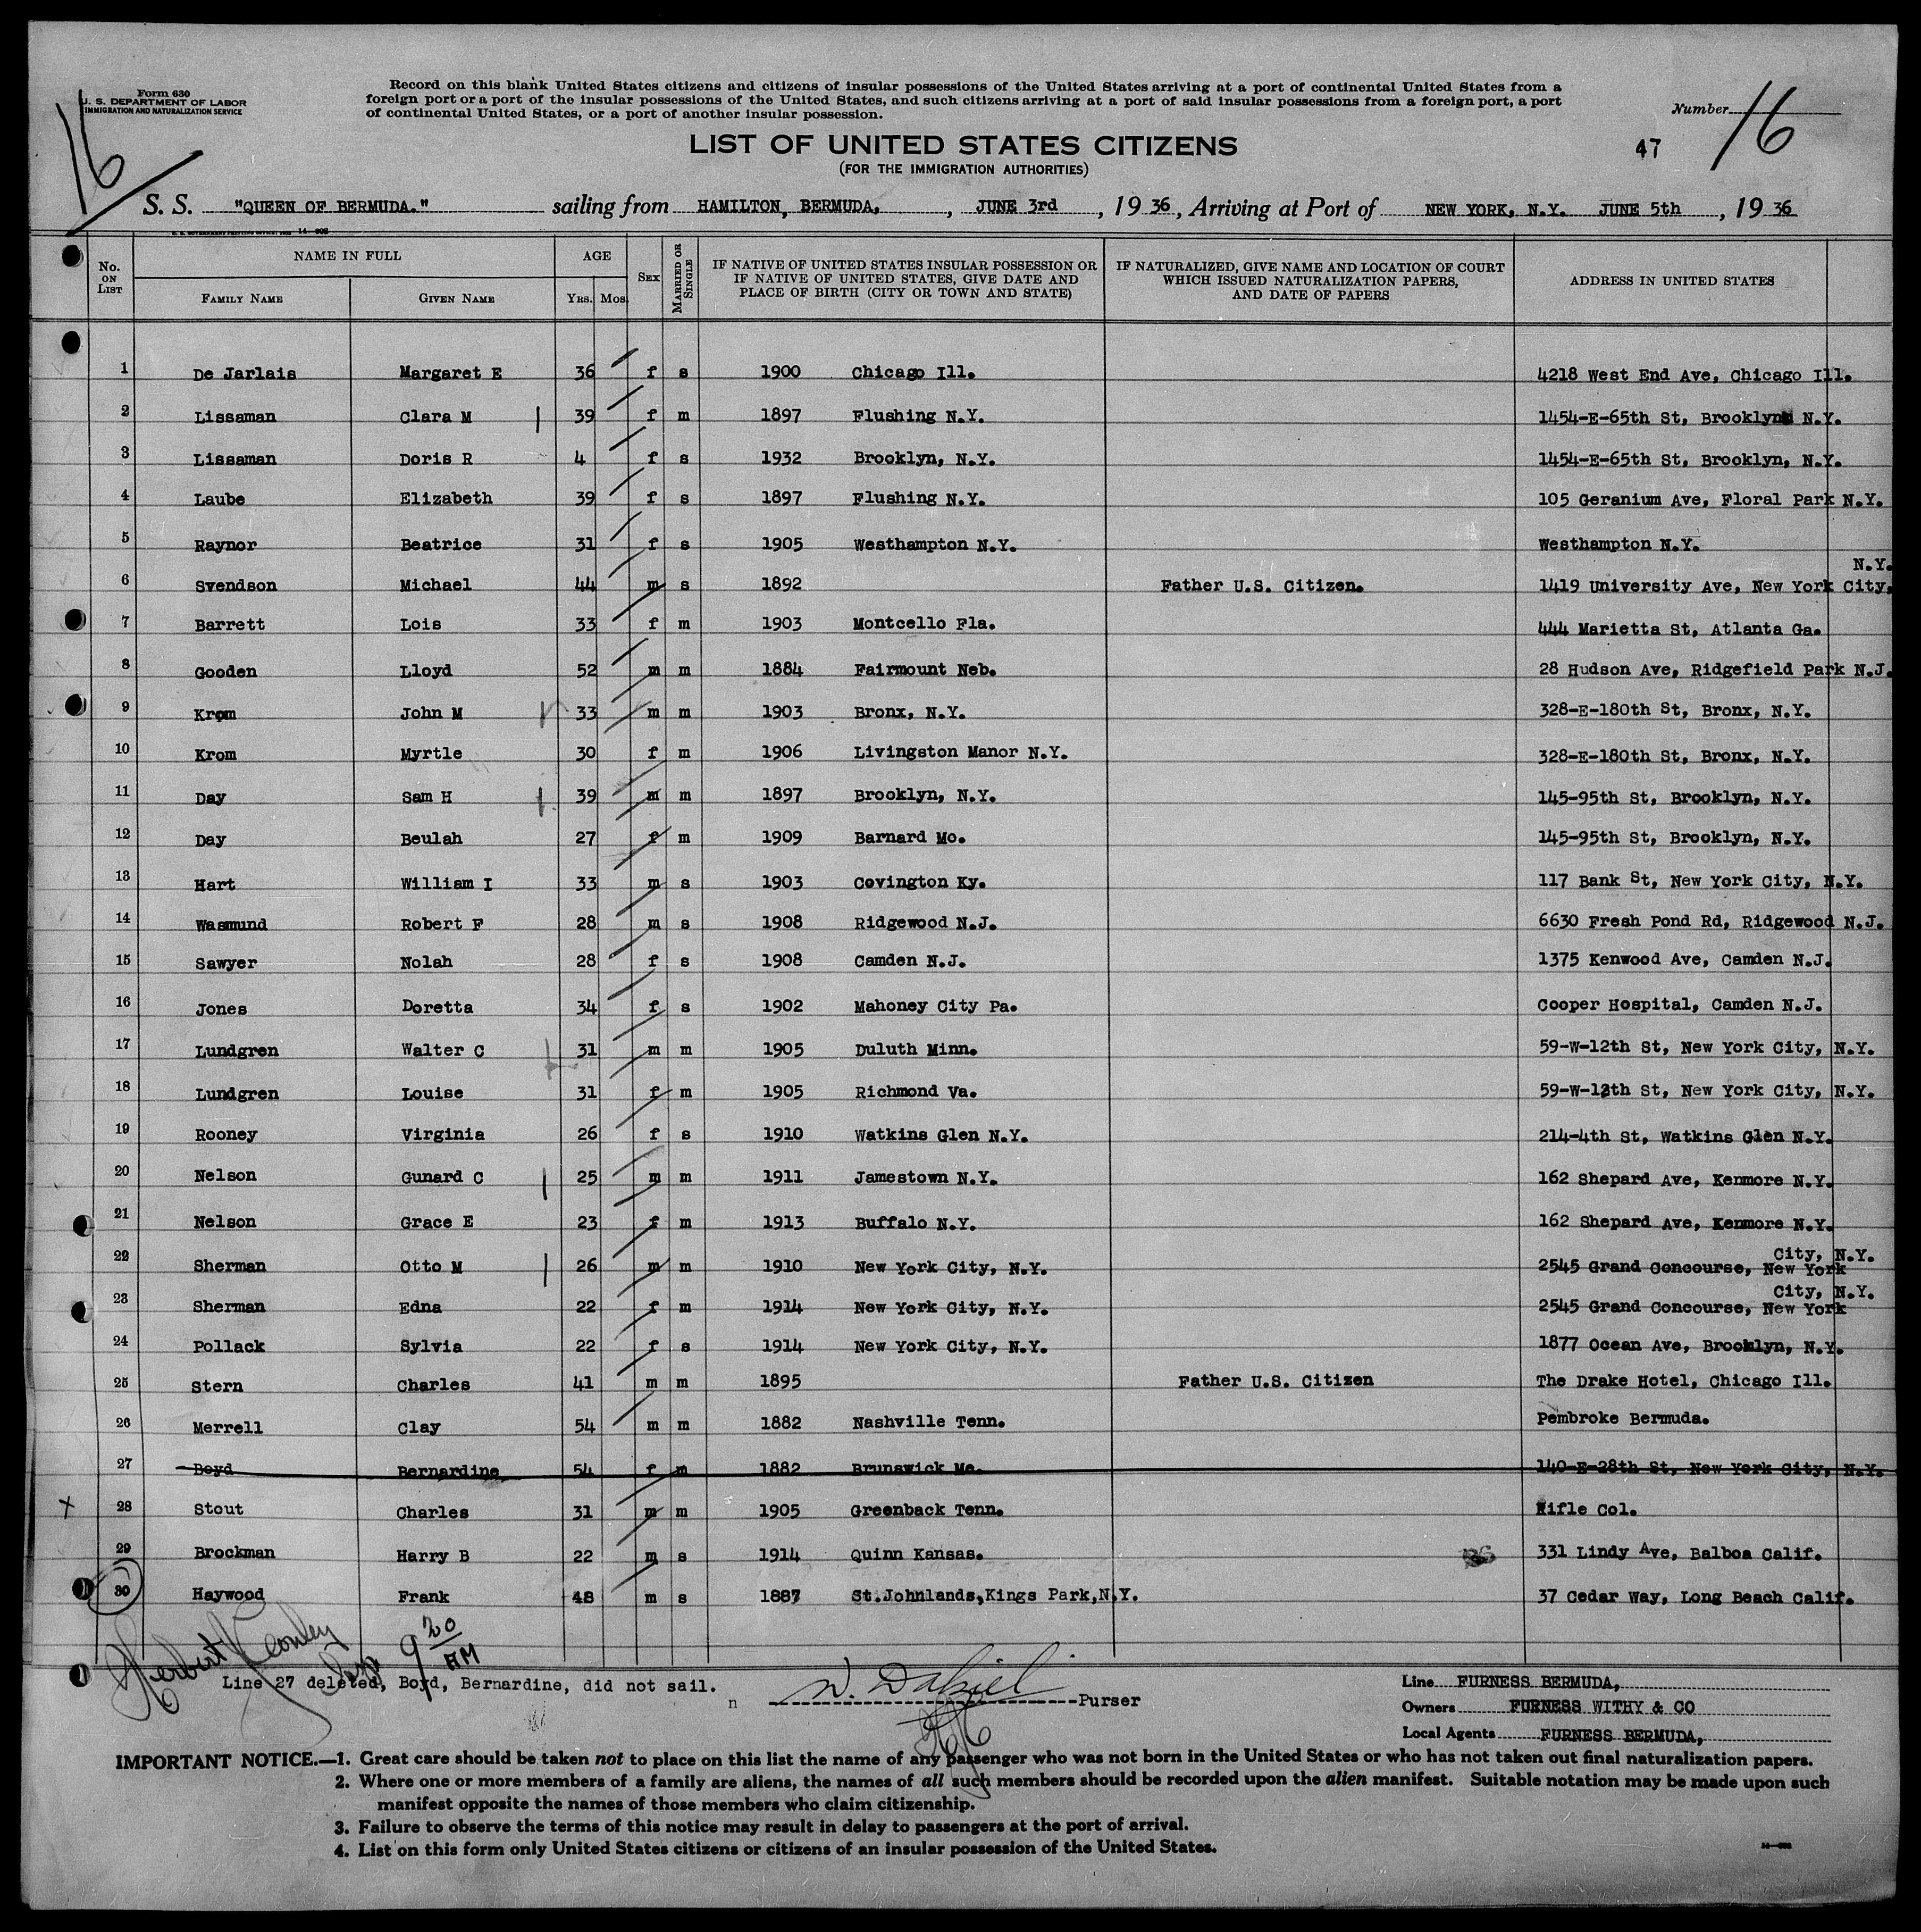 Form 630
U. S. DEPARTMENT OF LABOR
IMMIGRATION AND NATURALIZATION SERVICE
16
Record on this blank United States citizens and citizens of insular possessions of the United States arriving at a port of continental United States from a
foreign port or a port of the insular possessions of the United States, and such citizens arriving at a port of said insular possessions from a foreign port, a port
of continental United States, or a port of another insular possession.
Number 16
47
LIST OF UNITED STATES CITIZENS
(FOR THE IMMIGRATION AUTHORITIES)
S. S. "QUEEN OF BERMUDA." sailing from HAMILTON, BERMUDA, , JUNE 3rd , 19 36, Arriving at Port of NEW YORK, N.Y. JUNE 5th , 19 36
No. ON LIST NAME IN FULL AGE SEX MARRIED OR SINGLE IF NATIVE OF UNITED STATES INSULAR POSSESSION OR IF NATIVE OF UNITED STATES, GIVE DATE AND PLACE OF BIRTH (CITY OR TOWN AND STATE) IF NATURALIZED, GIVE NAME AND LOCATION OF COURT WHICH ISSUED NATURALIZATION PAPERS, AND DATE OF PAPERS ADDRESS IN UNITED STATES
FAMILY NAME GIVEN NAME YRS. MOS.
1 De Jarlais Margaret E 36 f s 1900 Chicago Ill. 4218 West End Ave, Chicago Ill.
2 Lissaman Clara M 39 f m 1897 Flushing N.Y. 1454-E-65th St, Brooklyn N.Y.
3 Lissaman Doris R 4 f s 1932 Brooklyn, N.Y. 1454-E-65th St, Brooklyn, N.Y.
4 Laube Elizabeth 39 f s 1897 Flushing N.Y. 105 Geranium Ave, Floral Park N.Y.
5 Raynor Beatrice 31 f s 1905 Westhampton N.Y. Westhampton N.Y.
N.Y.
6 Svendson Michael 44 m s 1892 Father U.S. Citizen. 1419 University Ave, New York City,
7 Barrett Lois 33 f m 1903 Montcello Fla. 444 Marietta St, Atlanta Ga.
8 Gooden Lloyd 52 m m 1884 Fairmount Neb. 28 Hudson Ave, Ridgefield Park N.J.
9 Krom John M 33 m m 1903 Bronx, N.Y. 328-E-180th St, Bronx, N.Y.
10 Krom Myrtle 30 f m 1906 Livingston Manor N.Y. 328-E-180th St, Bronx, N.Y.
11 Day Sam H 39 m m 1897 Brooklyn, N.Y. 145-95th St, Brooklyn, N.Y.
12 Day Beulah 27 f m 1909 Barnard Mo. 145-95th St, Brooklyn, N.Y.
13 Hart William I 33 m s 1903 Covington Ky. 117 Bank St, New York City, N.Y.
14 Wasmund Robert F 28 m s 1908 Ridgewood N.J. 6630 Fresh Pond Rd, Ridgewood N.J.
15 Sawyer Nolah 28 f s 1908 Camden N.J. 1375 Kenwood Ave, Camden N.J.
16 Jones Doretta 34 f s 1902 Mahoney City Pa. Cooper Hospital, Camden N.J.
17 Lundgren Walter C 31 m m 1905 Duluth Minn. 59-W-12th St, New York City, N.Y.
18 Lundgren Louise 31 f m 1905 Richmond Va. 59-W-12th St, New York City, N.Y.
19 Rooney Virginia 26 f s 1910 Watkins Glen N.Y. 214-4th St, Watkins Glen N.Y.
20 Nelson Gunard C 25 m m 1911 Jamestown N.Y. 162 Shepard Ave, Kenmore N.Y.
21 Nelson Grace E 23 f m 1913 Buffalo N.Y. 162 Shepard Ave, Kenmore N.Y.
City, N.Y.
22 Sherman Otto M 26 m m 1910 New York City, N.Y. 2545 Grand Concourse, New York
City, N.Y.
23 Sherman Edna 22 f m 1914 New York City, N.Y. 2545 Grand Concourse, New York
24 Pollack Sylvia 22 f s 1914 New York City, N.Y. 1877 Ocean Ave, Brooklyn, N.Y.
25 Stern Charles 41 m m 1895 Father U.S. Citizen The Drake Hotel, Chicago Ill.
26 Merrell Clay 54 m m 1882 Nashville Tenn. Pembroke Bermuda.
27 Boyd Bernardine 54 f m 1882 Brunswick Me. 140-E-28th St, New York City, N.Y.
x 28 Stout Charles 31 m m 1905 Greenback Tenn. Rifle Col.
29 Brockman Harry B 22 m s 1914 Quinn Kansas. 331 Lindy Ave, Balboa Calif.
30 Haywood Frank 48 m s 1887 St.Johnlands,Kings Park,N.Y. 37 Cedar Way, Long Beach Calif.
Herbert 9 20 AM
Line 27 deleted, Boyd, Bernardine, did not sail.
n Purser
Line FURNESS BERMUDA,
Owners FURNESS WITHY & CO
Local Agents FURNESS BERMUDA,
IMPORTANT NOTICE.—1. Great care should be taken not to place on this list the name of any passenger who was not born in the United States or who has not taken out final naturalization papers.
2. Where one or more members of a family are aliens, the names of all such members should be recorded upon the alien manifest. Suitable notation may be made upon such
manifest opposite the names of those members who claim citizenship.
3. Failure to observe the terms of this notice may result in delay to passengers at the port of arrival.
4. List on this form only United States citizens or citizens of an insular possession of the United States.